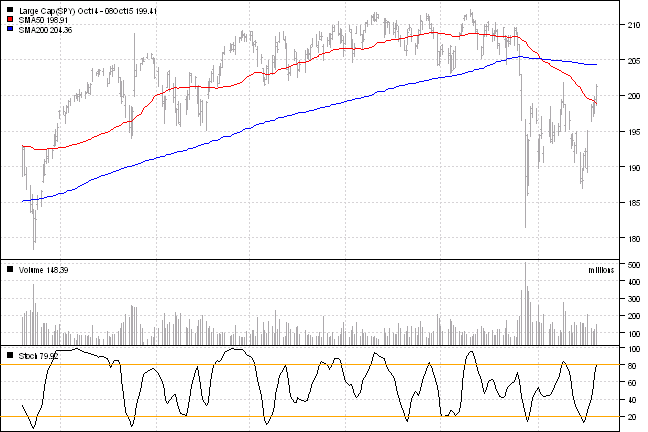 Large Cap(SPY) Oct14 - 08Oct15 199.41
SMA50 198.91
SMA200 204.36
210
205
200
195
190
185
180
Volume 148.39
millions
500
400
300
200
100
Stoch 79.92
100
80
60
40
20